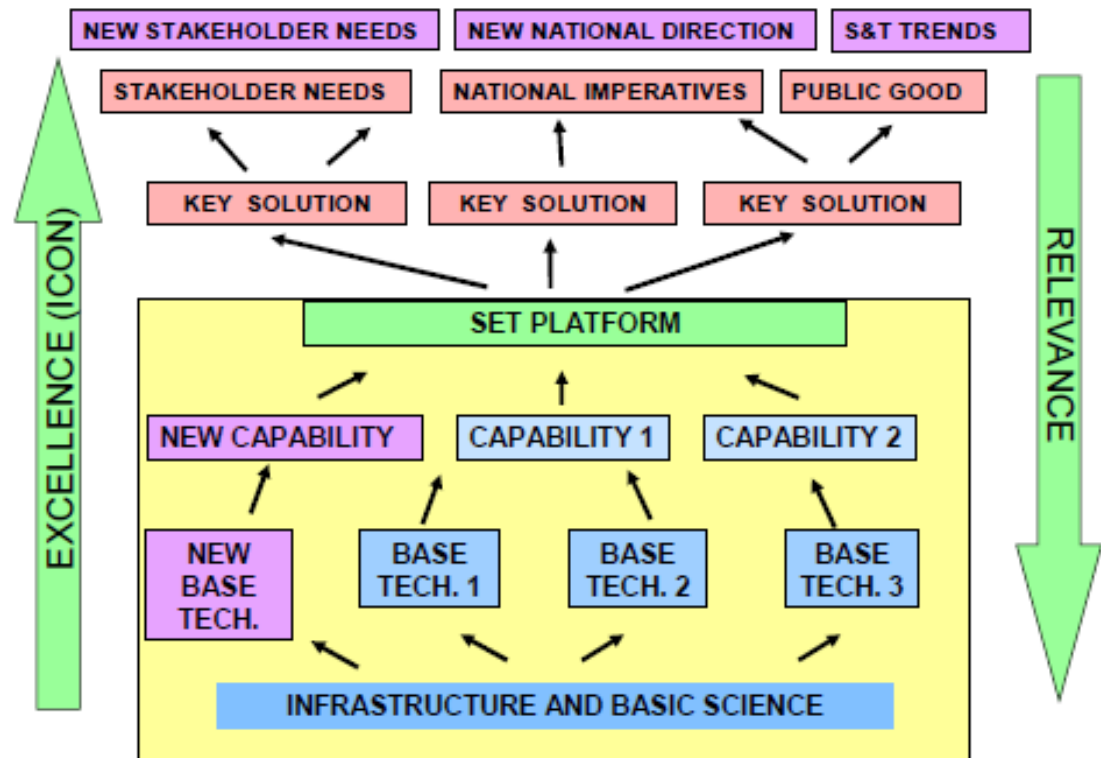 NEW STAKEHOLDER NEEDS
NEW NATIONAL DIRECTION
S&T TRENDS
STAKEHOLDER NEEDS
NATIONAL IMPERATIVES
PUBLIC GOOD
KEY SOLUTION
KEY SOLUTION
KEY SOLUTION
EXCELLENCE (ICON)
RELEVANCE
SET PLATFORM
NEW CAPABILITY
CAPABILITY 1
CAPABILITY 2
NEW
BASE
TECH.
BASE
TECH. 1
BASE
TECH. 2
BASE
TECH. 3
INFRASTRUCTURE AND BASIC SCIENCE